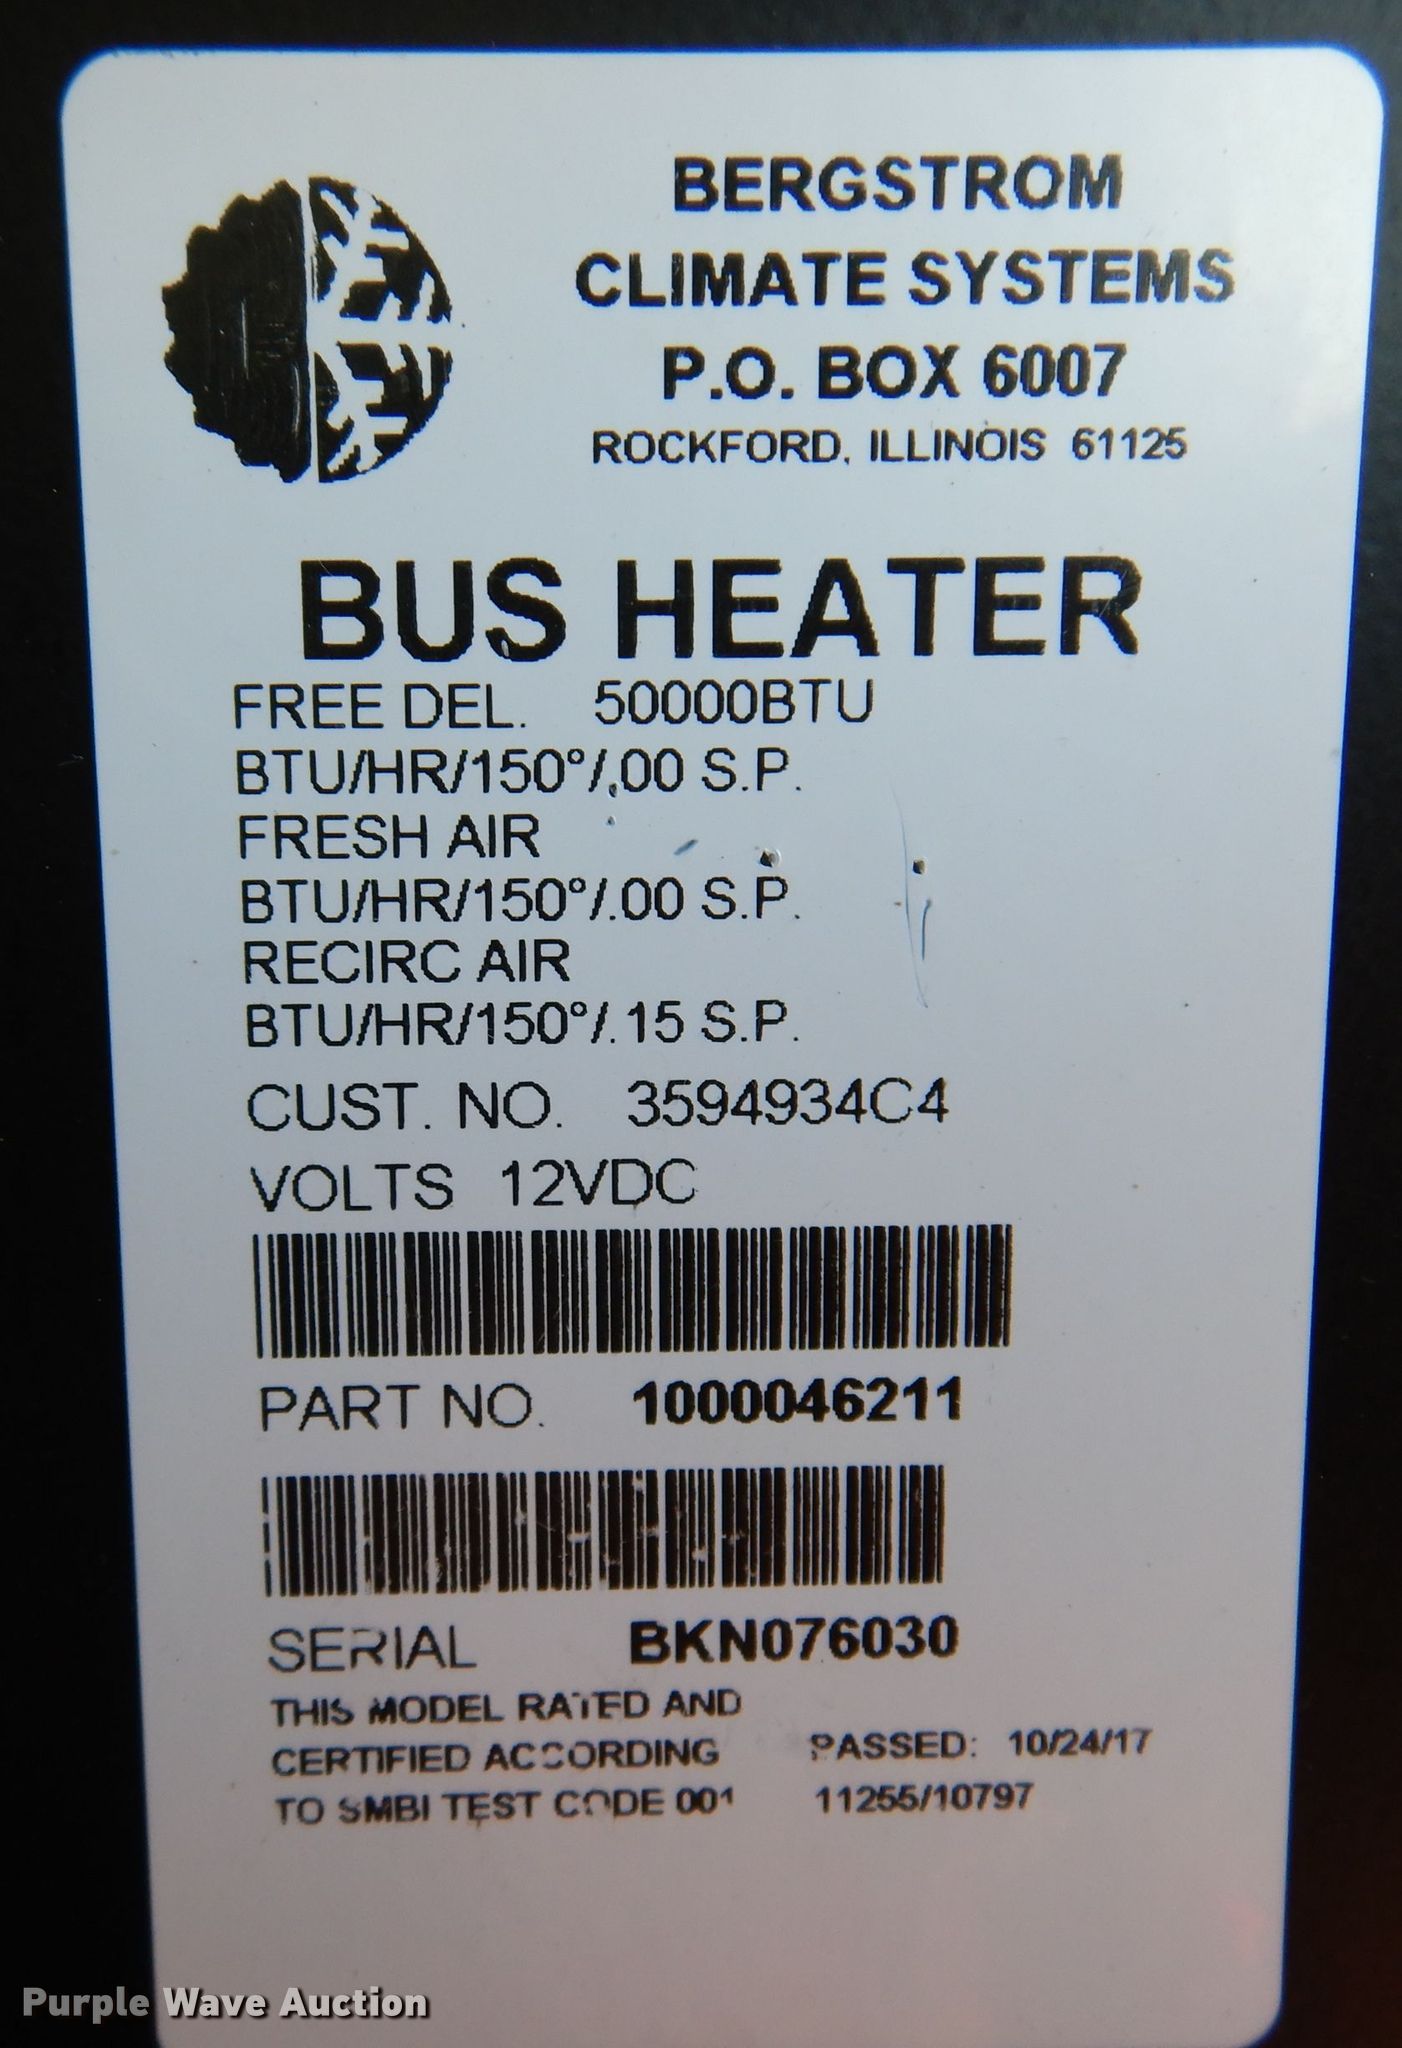 BERGSTROM
CLIMATE SYSTEMS
P.O. BOX 6007
ROCKFORD, ILLINOIS 61125
BUS HEATER
FREE DEL. 50000BTU
BTU/HR/150°/.00 S.P.
FRESH AIR
BTU/HR/150°/.00 S.P.
RECIRC AIR
BTU/HR/150°/.15 S.P.
CUST. NO. 3594934C4
VOLTS 12VDC
PART NO. 1000046211
SERIAL BKN076030
THIS MODEL RATED AND
CERTIFIED ACCORDING PASSED: 10/24/17
TO SMBI TEST CODE 001 11255/10797
Purple Wave Auction